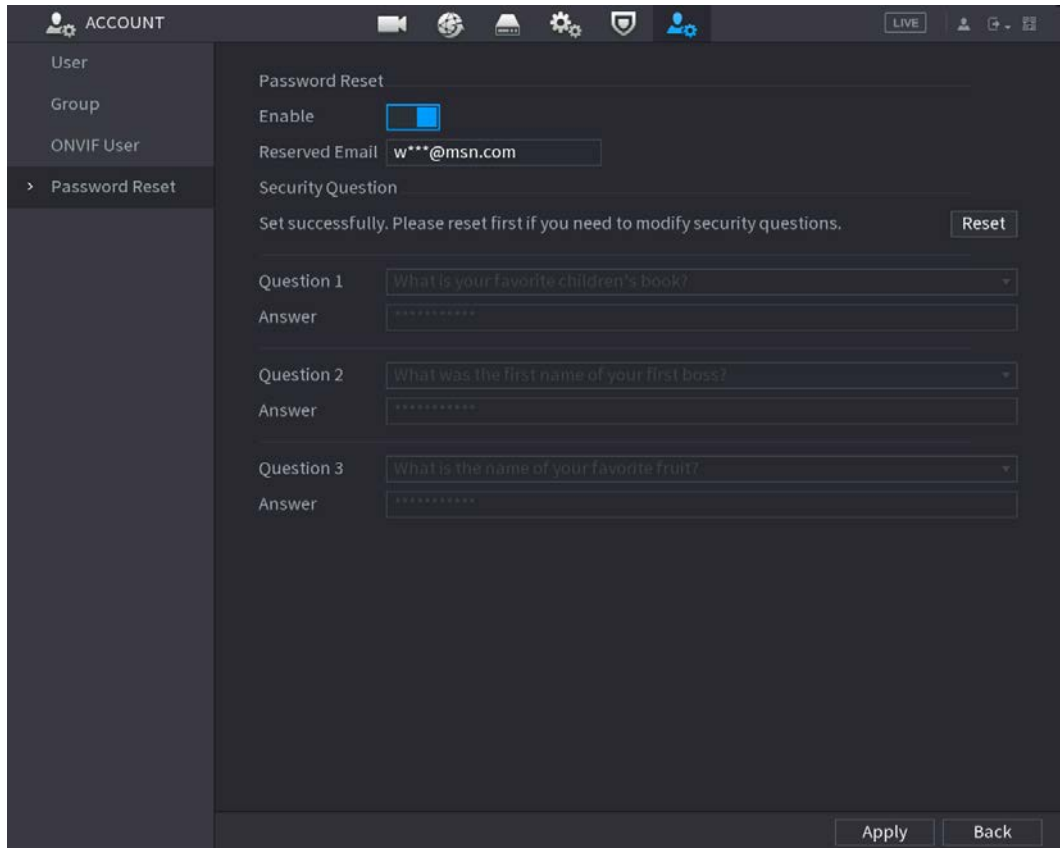 ACCOUNT
LIVE
User
Group
ONVIF User
Password Reset
Password Reset
Enable
Reserved Email w***@msn.com
Security Question
Set successfully. Please reset first if you need to modify security questions. Reset
Question 1 What is your favorite children's book?
Answer ***********
Question 2 What was the first name of your first boss?
Answer ***********
Question 3 What is the name of your favorite fruit?
Answer ***********
Apply Back